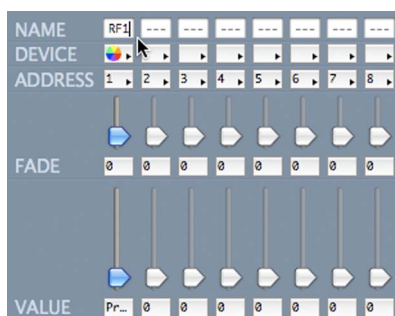 NAME RF1 --- --- --- --- --- --- ---
DEVICE
ADDRESS 1 2 3 4 5 6 7 8
FADE 0 0 0 0 0 0 0 0
VALUE Pr... 0 0 0 0 0 0 0